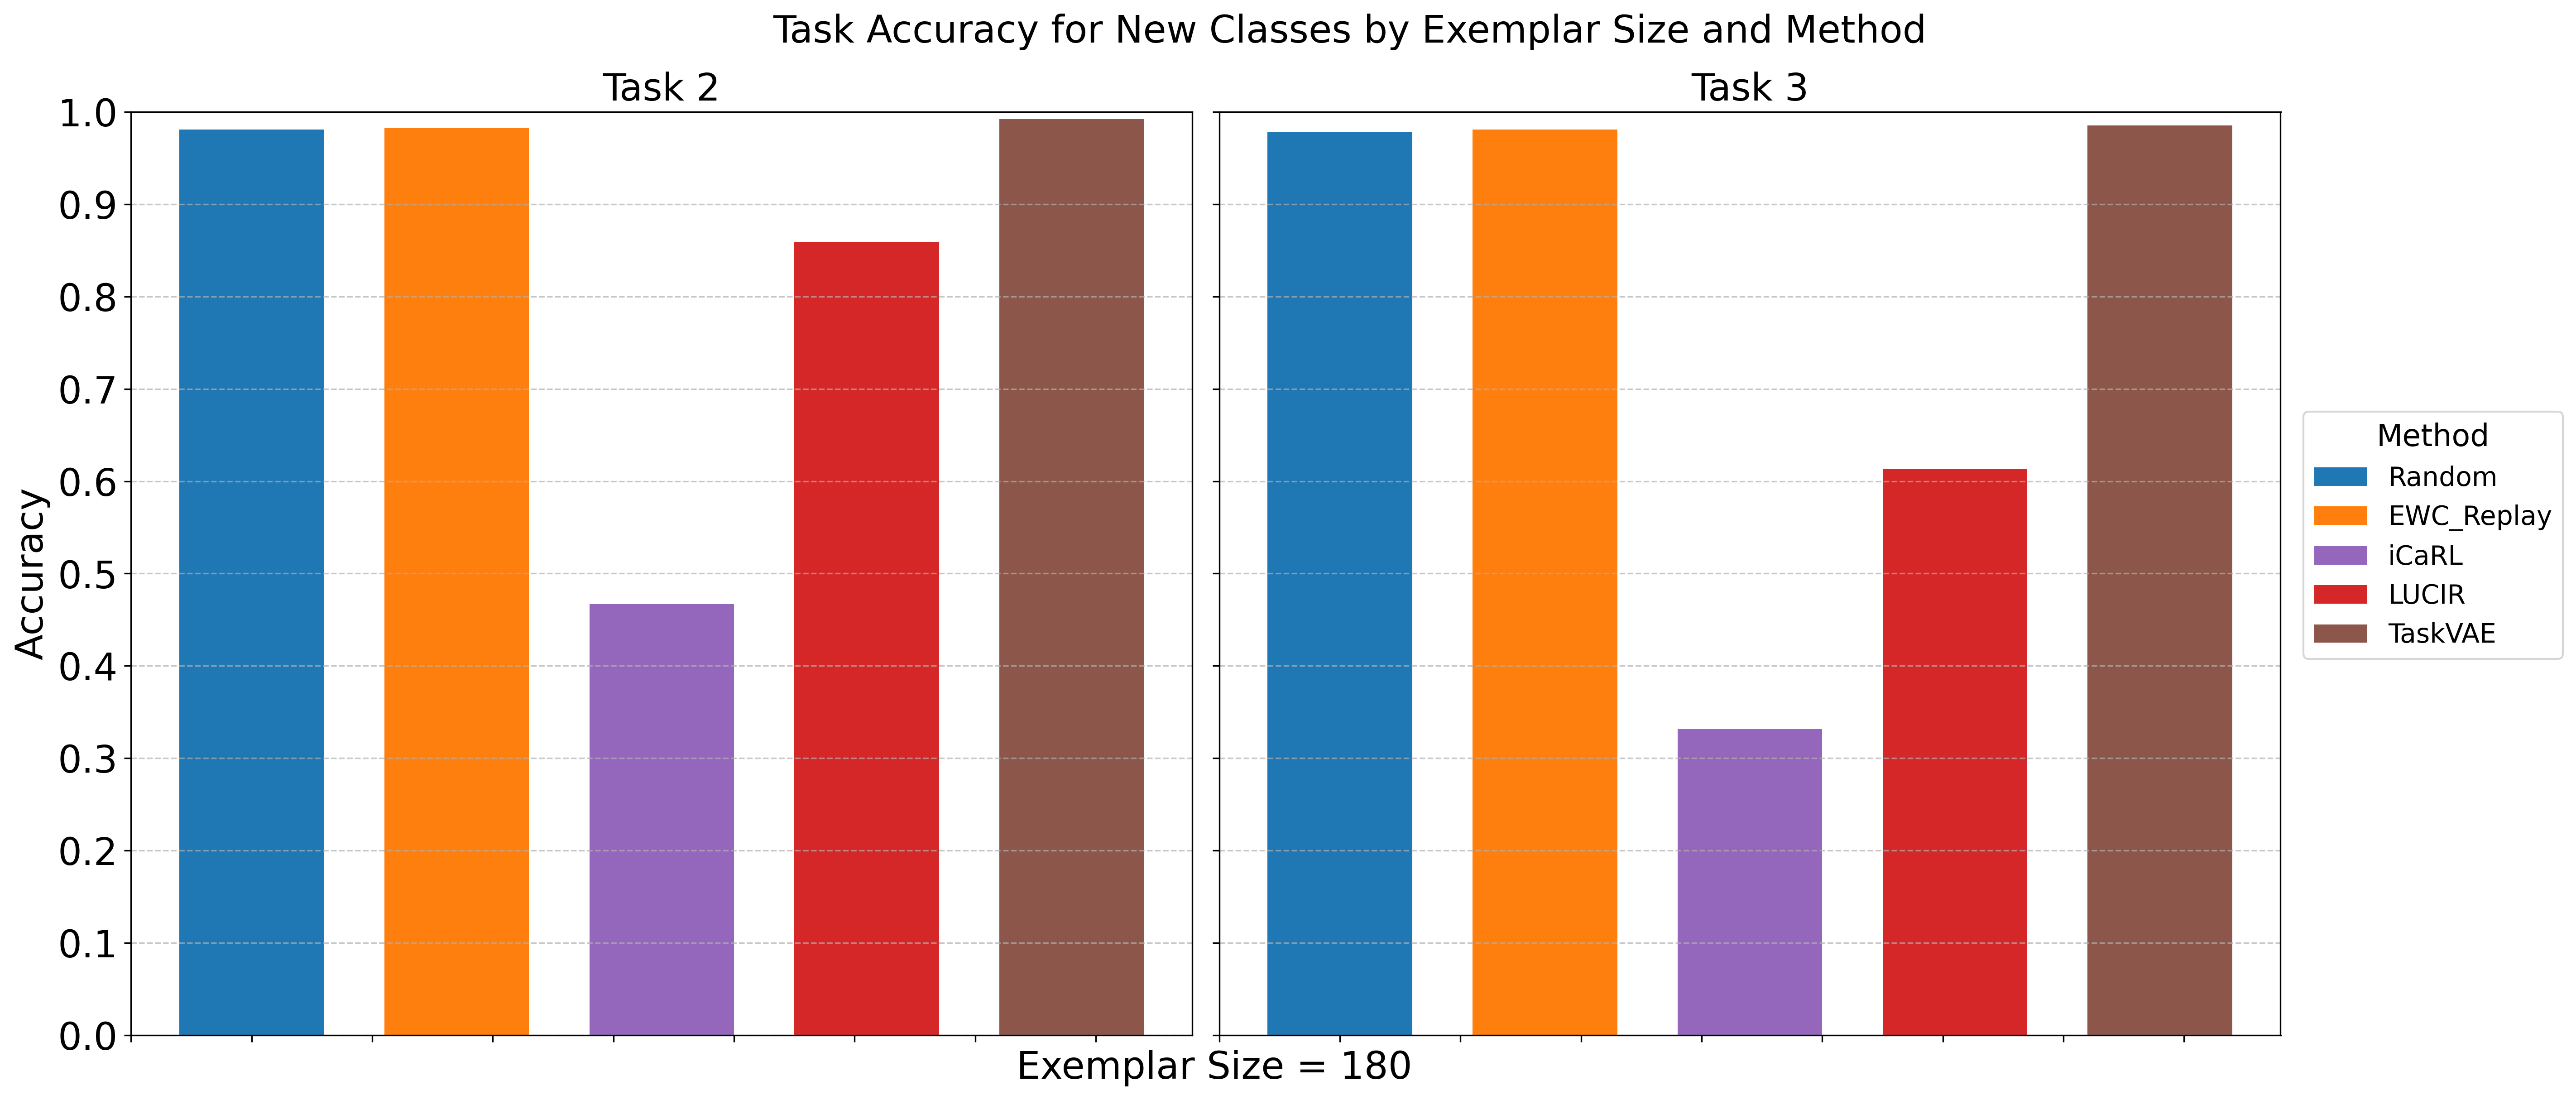 Task Accuracy for New Classes by Exemplar Size and Method
Task 2
Task 3
1.0
0.9
0.8
0.7
0.6
0.5
0.4
0.3
0.2
0.1
0.0
Accuracy
Exemplar Size = 180
Method
Random
EWC_Replay
iCaRL
LUCIR
TaskVAE